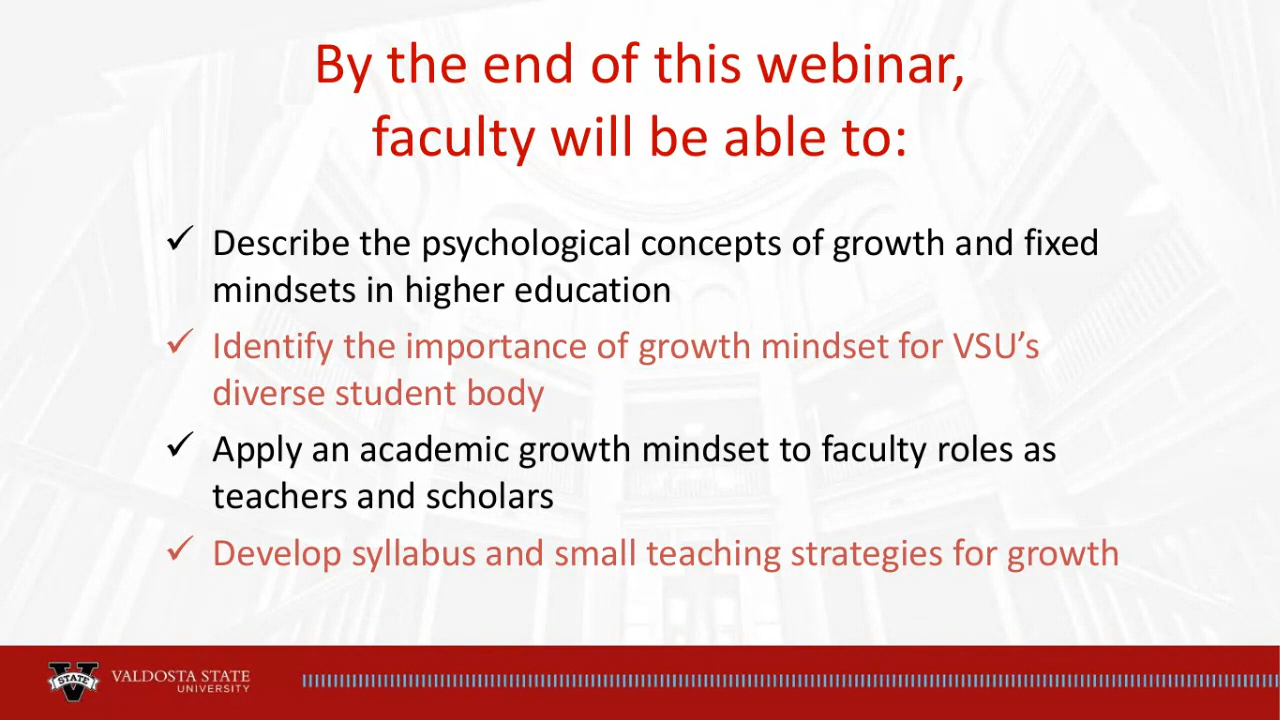 By the end of this webinar,
faculty will be able to:
✓ Describe the psychological concepts of growth and fixed
mindsets in higher education
✓ Identify the importance of growth mindset for VSU’s
diverse student body
✓ Apply an academic growth mindset to faculty roles as
teachers and scholars
✓ Develop syllabus and small teaching strategies for growth
V
STATE
VALDOSTA STATE
UNIVERSITY